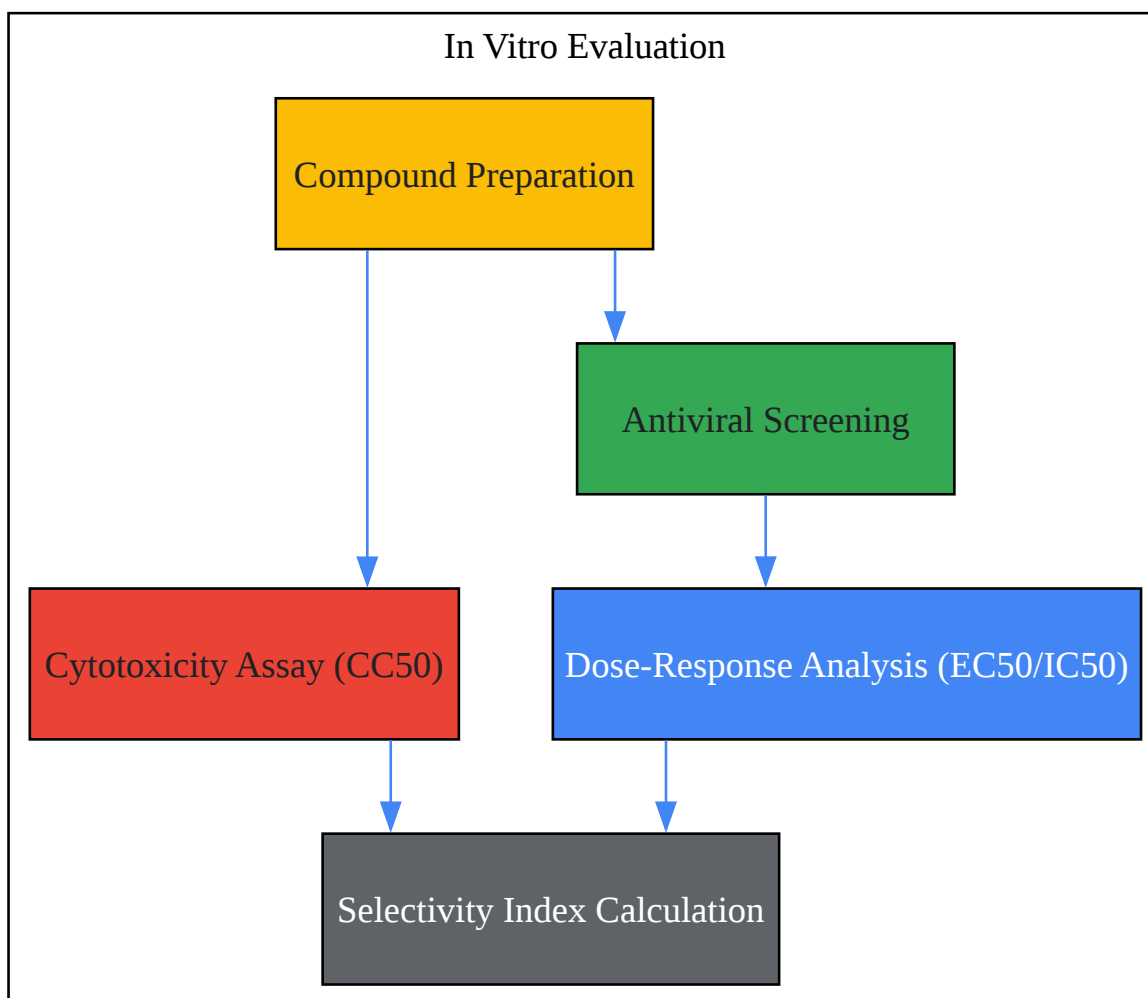 In Vitro Evaluation
Compound Preparation
Antiviral Screening
Cytotoxicity Assay (CC50)
Dose-Response Analysis (EC50/IC50)
Selectivity Index Calculation